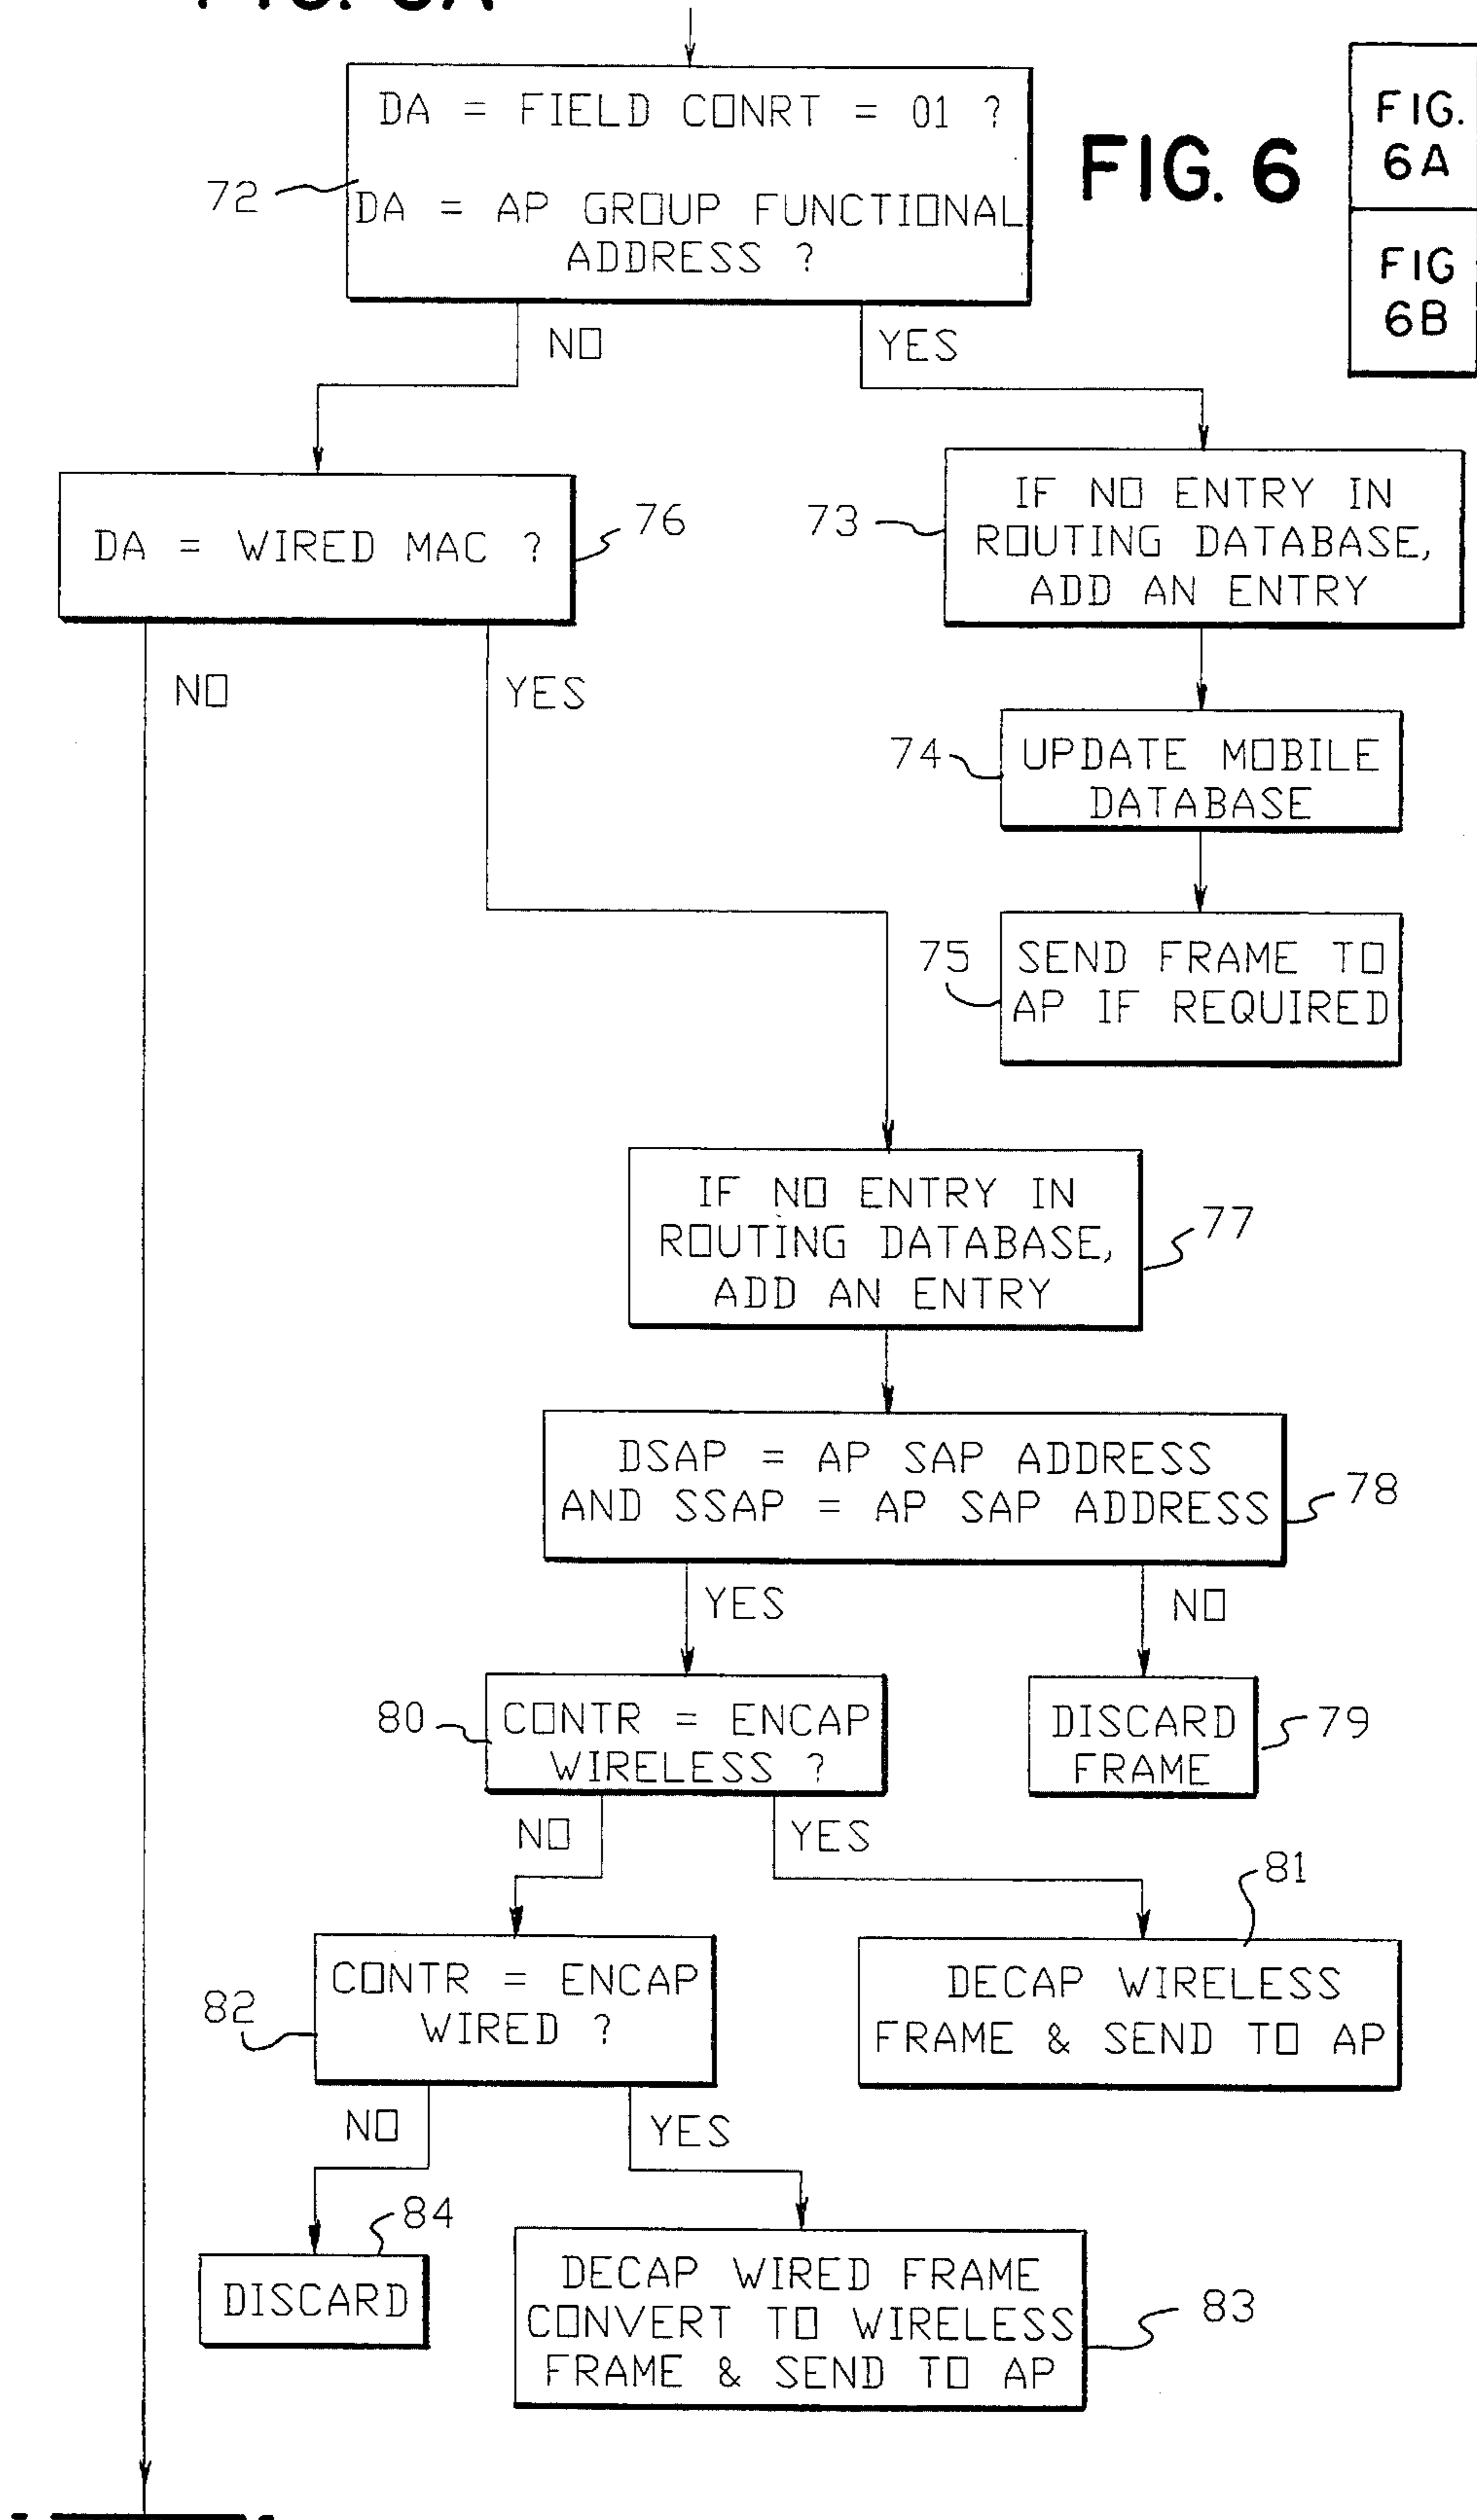 FIG. 6A
DA = FIELD CONRT = 01 ?
72
DA = AP GROUP FUNCTIONAL
ADDRESS ?
FIG. 6
FIG.
6A
FIG
6B
NO
YES
DA = WIRED MAC ?
76
73
IF NO ENTRY IN
ROUTING DATABASE,
ADD AN ENTRY
NO
YES
74
UPDATE MOBILE
DATABASE
75
SEND FRAME TO
AP IF REQUIRED
IF NO ENTRY IN
ROUTING DATABASE,
ADD AN ENTRY
77
DSAP = AP SAP ADDRESS
AND SSAP = AP SAP ADDRESS
78
YES
NO
80
CONTR = ENCAP
WIRELESS ?
DISCARD
FRAME
79
NO
YES
81
82
CONTR = ENCAP
WIRED ?
DECAP WIRELESS
FRAME & SEND TO AP
NO
YES
84
DISCARD
DECAP WIRED FRAME
CONVERT TO WIRELESS
FRAME & SEND TO AP
83